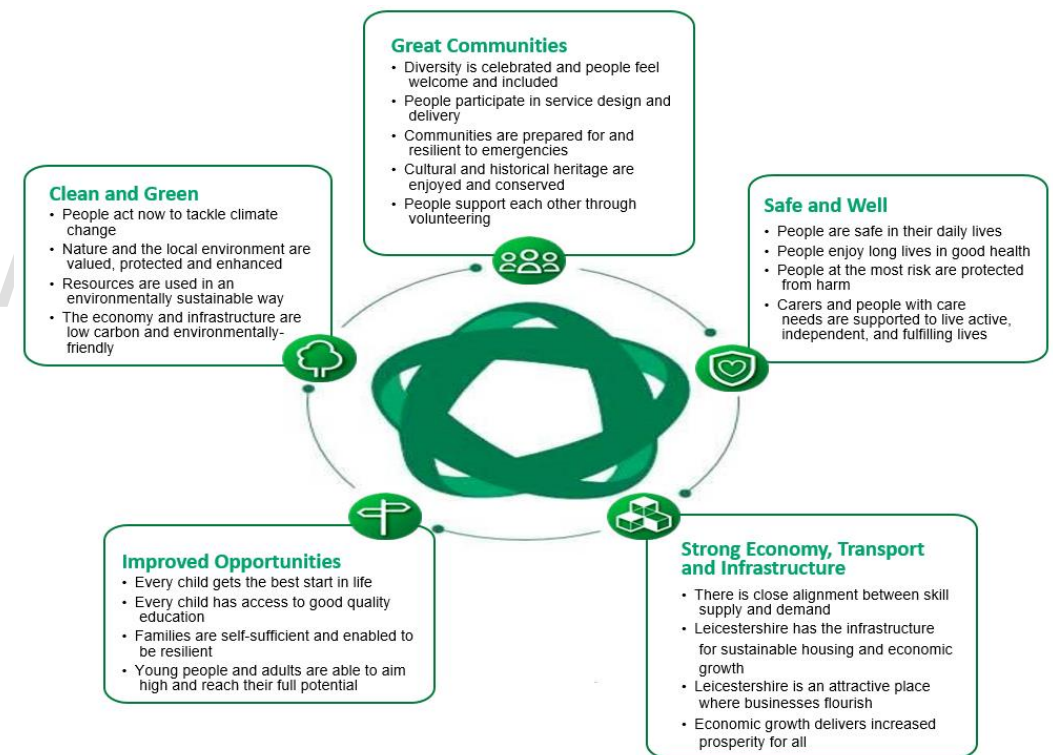 Great Communities
• Diversity is celebrated and people feel
welcome and included
• People participate in service design and
delivery
• Communities are prepared for and
resilient to emergencies
• Cultural and historical heritage are
enjoyed and conserved
• People support each other through
volunteering
Clean and Green
• People act now to tackle climate
change
• Nature and the local environment are
valued, protected and enhanced
• Resources are used in an
environmentally sustainable way
• The economy and infrastructure are
low carbon and environmentally-
friendly
Safe and Well
• People are safe in their daily lives
• People enjoy long lives in good health
• People at the most risk are protected
from harm
• Carers and people with care
needs are supported to live active,
independent, and fulfilling lives
Improved Opportunities
• Every child gets the best start in life
• Every child has access to good quality
education
• Families are self-sufficient and enabled to
be resilient
• Young people and adults are able to aim
high and reach their full potential
Strong Economy, Transport
and Infrastructure
• There is close alignment between skill
supply and demand
• Leicestershire has the infrastructure
for sustainable housing and economic
growth
• Leicestershire is an attractive place
where businesses flourish
• Economic growth delivers increased
prosperity for all